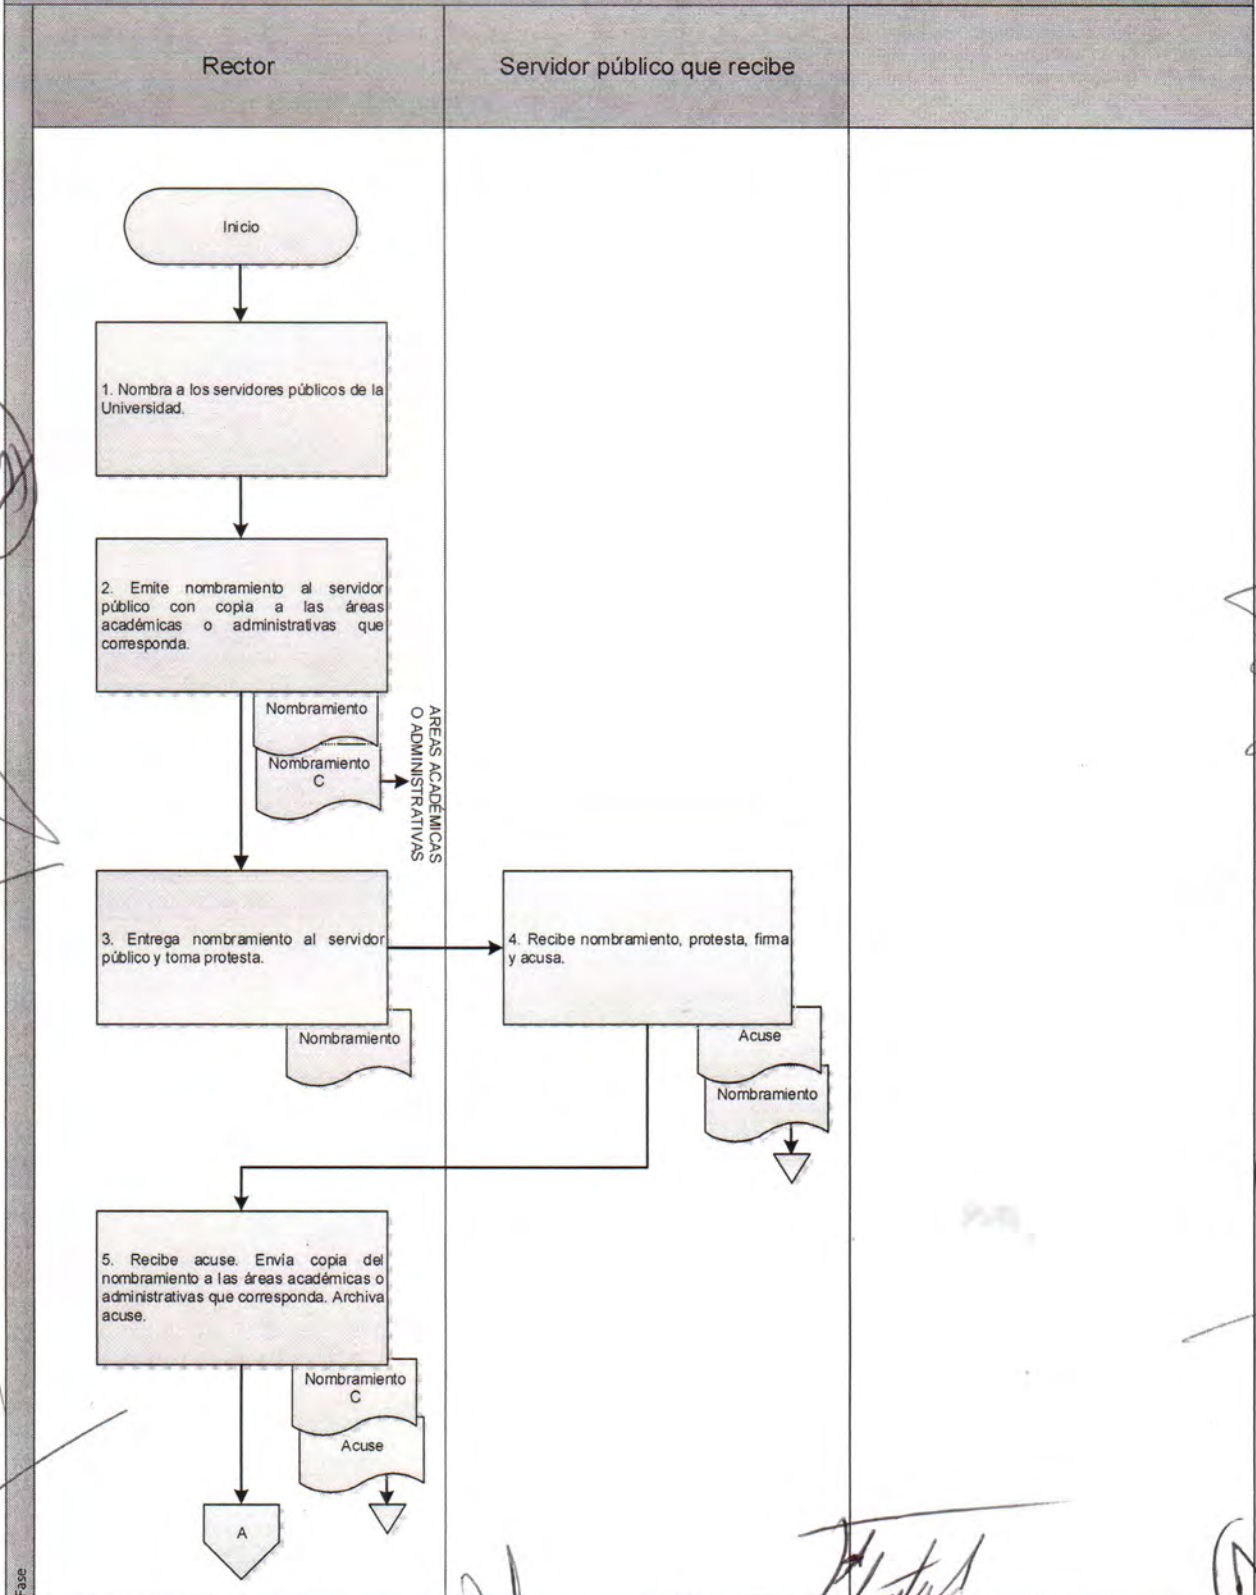 Rector
Servidor público que recibe
Inicio
1. Nombra a los servidores públicos de la
Universidad.
2. Emite nombramiento al servidor
público con copia a las áreas
académicas o administrativas que
corresponda.
Nombramiento
Nombramiento
C
AREAS ACADÉMICAS
O ADMINISTRATIVAS
3. Entrega nombramiento al servidor
público y toma protesta.
Nombramiento
4. Recibe nombramiento, protesta, firma
y acusa.
Acuse
Nombramiento
5. Recibe acuse. Envía copia del
nombramiento a las áreas académicas o
administrativas que corresponda. Archiva
acuse.
Nombramiento
C
Acuse
A
Fase